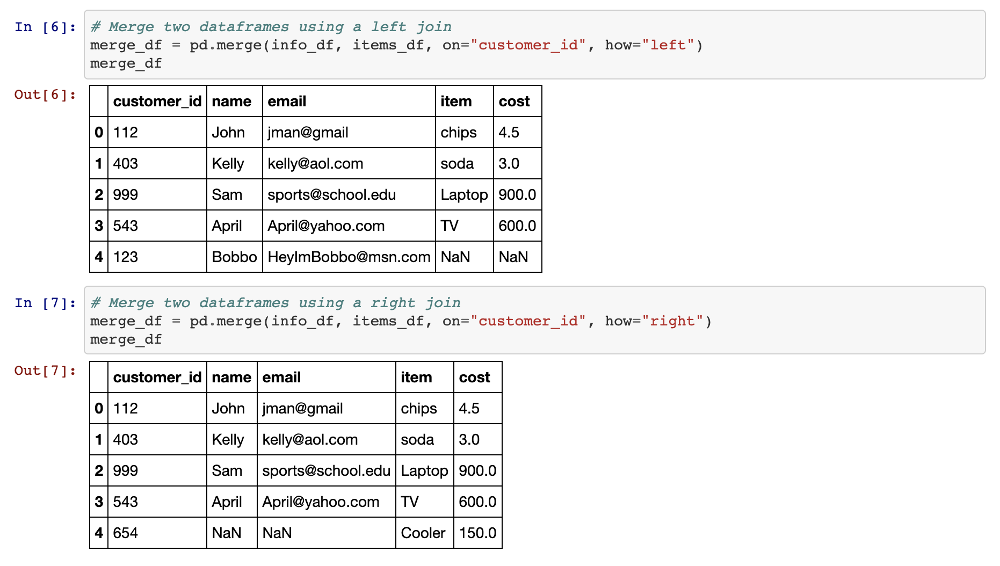 In [6]: # Merge two dataframes using a left join
merge_df = pd.merge(info_df, items_df, on="customer_id", how="left")
merge_df
Out[6]:
customer_id name email item cost
0 112 John jman@gmail chips 4.5
1 403 Kelly kelly@aol.com soda 3.0
2 999 Sam sports@school.edu Laptop 900.0
3 543 April April@yahoo.com TV 600.0
4 123 Bobbo HeyImBobbo@msn.com NaN NaN
In [7]: # Merge two dataframes using a right join
merge_df = pd.merge(info_df, items_df, on="customer_id", how="right")
merge_df
Out[7]:
customer_id name email item cost
0 112 John jman@gmail chips 4.5
1 403 Kelly kelly@aol.com soda 3.0
2 999 Sam sports@school.edu Laptop 900.0
3 543 April April@yahoo.com TV 600.0
4 654 NaN NaN Cooler 150.0